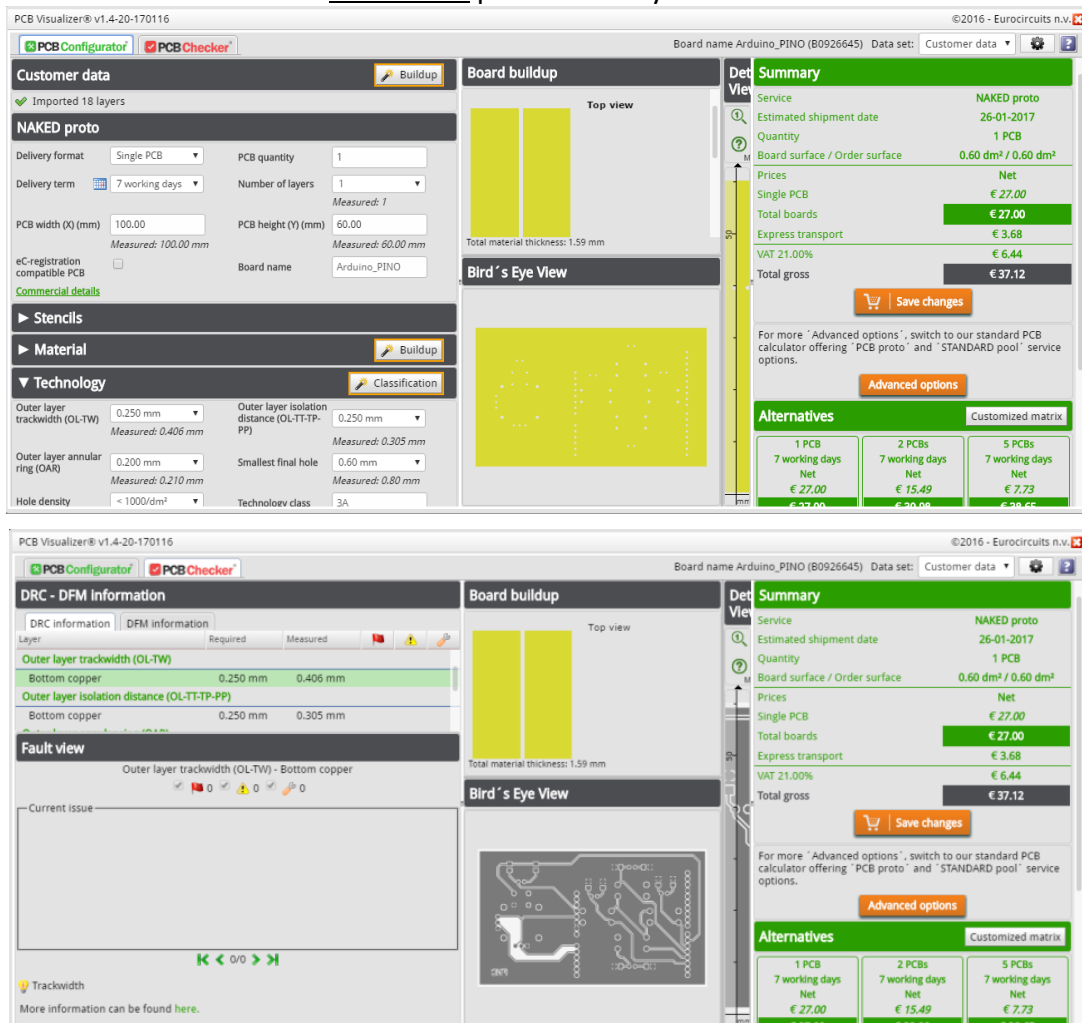 PCB Visualizer® v1.4-20-170116
©2016 - Eurocircuits n.v.
PCB Configurator
PCB Checker
Board name Arduino_PINO (B0926645) Data set: Customer data
Customer data
Buildup
Imported 18 layers
NAKED proto
Delivery format Single PCB PCB quantity 1
Delivery term 7 working days Number of layers 1
Measured: 1
PCB width (X) (mm) 100.00 PCB height (Y) (mm) 60.00
Measured: 100.00 mm Measured: 60.00 mm
eC-registration
compatible PCB
Board name Arduino_PINO
Commercial details
Stencils
Material Buildup
Technology Classification
Outer layer
trackwidth (OL-TW) 0.250 mm
Measured: 0.406 mm
Outer layer isolation
distance (OL-TT-TP-
PP) 0.250 mm
Measured: 0.305 mm
Outer layer annular
ring (OAR) 0.200 mm
Measured: 0.210 mm
Smallest final hole 0.60 mm
Measured: 0.80 mm
Hole density < 1000/dm² Technology class 3A
Board buildup
Top view
Total material thickness: 1.59 mm
Bird´s Eye View
Det
View
50
mm
Summary
Service NAKED proto
Estimated shipment date 26-01-2017
Quantity 1 PCB
Board surface / Order surface 0.60 dm² / 0.60 dm²
Prices Net
Single PCB € 27.00
Total boards € 27.00
Express transport € 3.68
VAT 21.00% € 6.44
Total gross € 37.12
Save changes
For more ´Advanced options´, switch to our standard PCB
calculator offering ´PCB proto´ and ´STANDARD pool´ service
options.
Advanced options
Alternatives Customized matrix
1 PCB 2 PCBs 5 PCBs
7 working days 7 working days 7 working days
Net Net Net
€ 27.00 € 15.49 € 7.73
€ 27.00 € 30.98 € 38.65
PCB Visualizer® v1.4-20-170116
©2016 - Eurocircuits n.v.
PCB Configurator
PCB Checker
Board name Arduino_PINO (B0926645) Data set: Customer data
DRC - DFM information
DRC information DFM information
Layer Required Measured
Outer layer trackwidth (OL-TW)
Bottom copper 0.250 mm 0.406 mm
Outer layer isolation distance (OL-TT-TP-PP)
Bottom copper 0.250 mm 0.305 mm
Fault view
Outer layer trackwidth (OL-TW) - Bottom copper
0 0 0
Current issue
0/0
Trackwidth
More information can be found here.
Board buildup
Top view
Total material thickness: 1.59 mm
Bird´s Eye View
Det
View
50
Summary
Service NAKED proto
Estimated shipment date 26-01-2017
Quantity 1 PCB
Board surface / Order surface 0.60 dm² / 0.60 dm²
Prices Net
Single PCB € 27.00
Total boards € 27.00
Express transport € 3.68
VAT 21.00% € 6.44
Total gross € 37.12
Save changes
For more ´Advanced options´, switch to our standard PCB
calculator offering ´PCB proto´ and ´STANDARD pool´ service
options.
Advanced options
Alternatives Customized matrix
1 PCB 2 PCBs 5 PCBs
7 working days 7 working days 7 working days
Net Net Net
€ 27.00 € 15.49 € 7.73